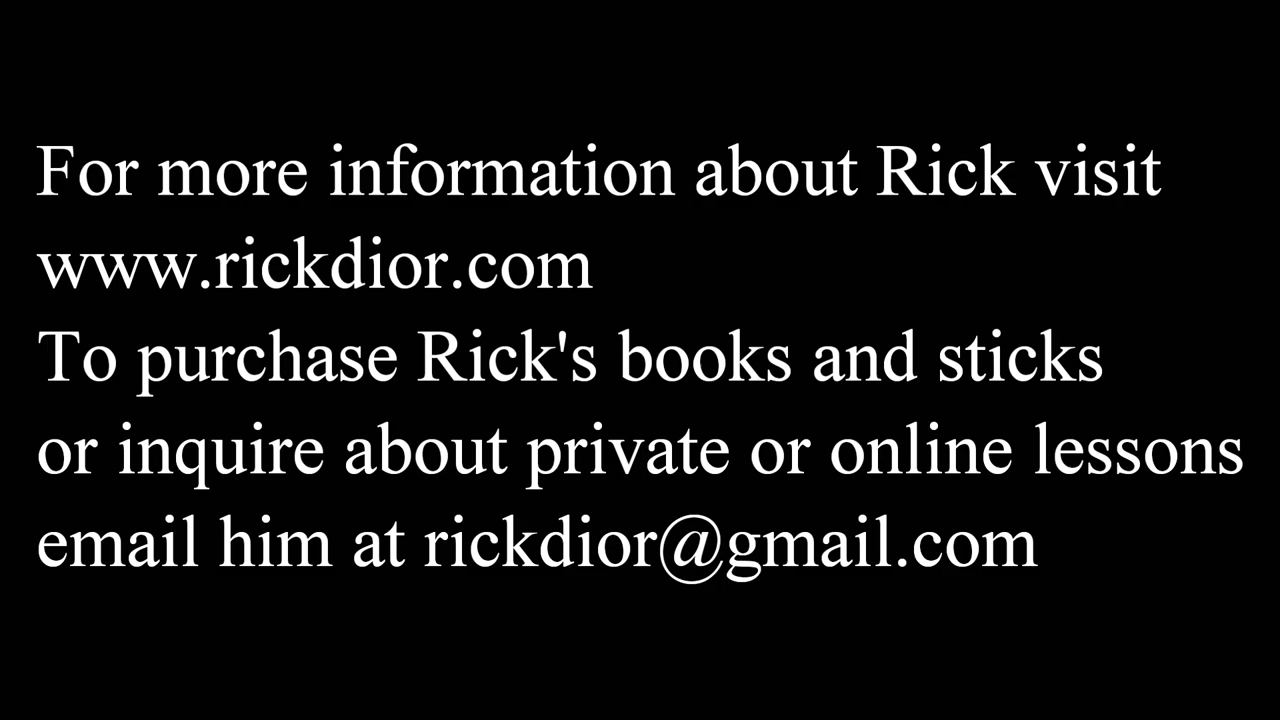 For more information about Rick visit
www.rickdior.com
To purchase Rick's books and sticks
or inquire about private or online lessons
email him at rickdior@gmail.com